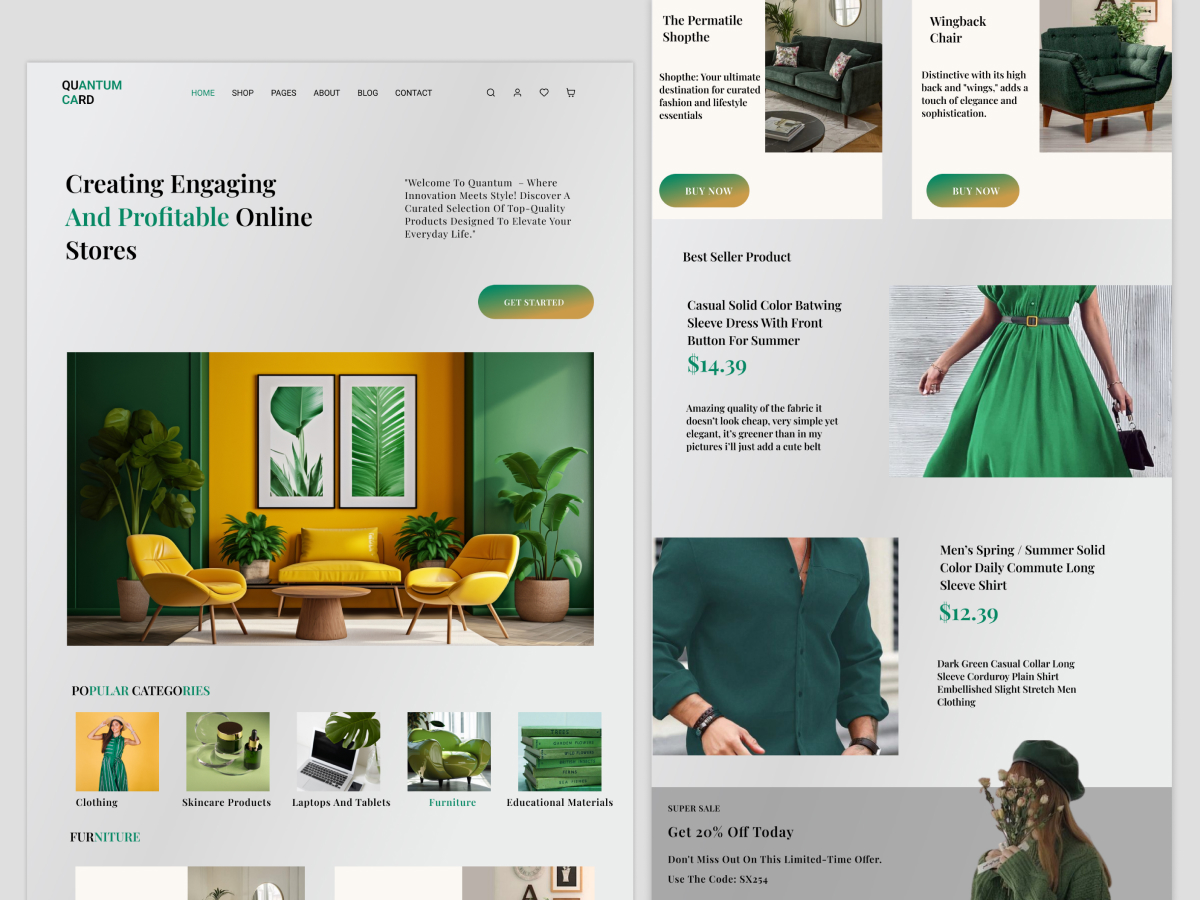 QUANTUM
CARD
HOME SHOP PAGES ABOUT BLOG CONTACT
Creating Engaging
And Profitable Online
Stores
"Welcome To Quantum – Where
Innovation Meets Style! Discover A
Curated Selection Of Top-Quality
Products Designed To Elevate Your
Everyday Life."
GET STARTED
POPULAR CATEGORIES
Clothing
Skincare Products
Laptops And Tablets
Furniture
Educational Materials
FURNITURE
The Permatile
Shopthe
Shopthe: Your ultimate
destination for curated
fashion and lifestyle
essentials
BUY NOW
Wingback
Chair
Distinctive with its high
back and "wings," adds a
touch of elegance and
sophistication.
BUY NOW
Best Seller Product
Casual Solid Color Batwing
Sleeve Dress With Front
Button For Summer
$14.39
Amazing quality of the fabric it
doesn't look cheap, very simple yet
elegant, it's greener than in my
pictures i'll just add a cute belt
Men's Spring / Summer Solid
Color Daily Commute Long
Sleeve Shirt
$12.39
Dark Green Casual Collar Long
Sleeve Corduroy Plain Shirt
Embellished Slight Stretch Men
Clothing
SUPER SALE
Get 20% Off Today
Don't Miss Out On This Limited-Time Offer.
Use The Code: SX254